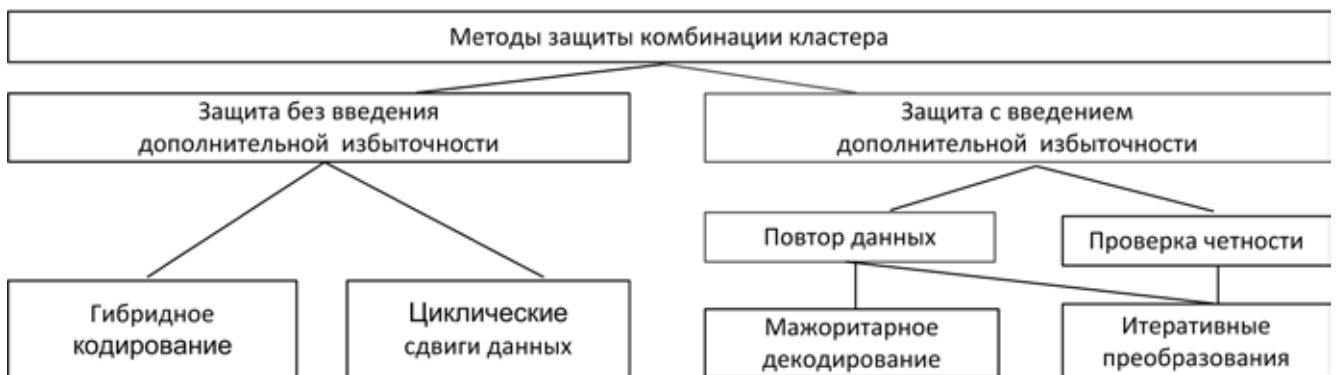 Методы защиты комбинации кластера
Защита без введения
дополнительной избыточности
Защита с введением
дополнительной избыточности
Повтор данных
Проверка четности
Гибридное
кодирование
Циклические
сдвиги данных
Мажоритарное
декодирование
Итеративные
преобразования